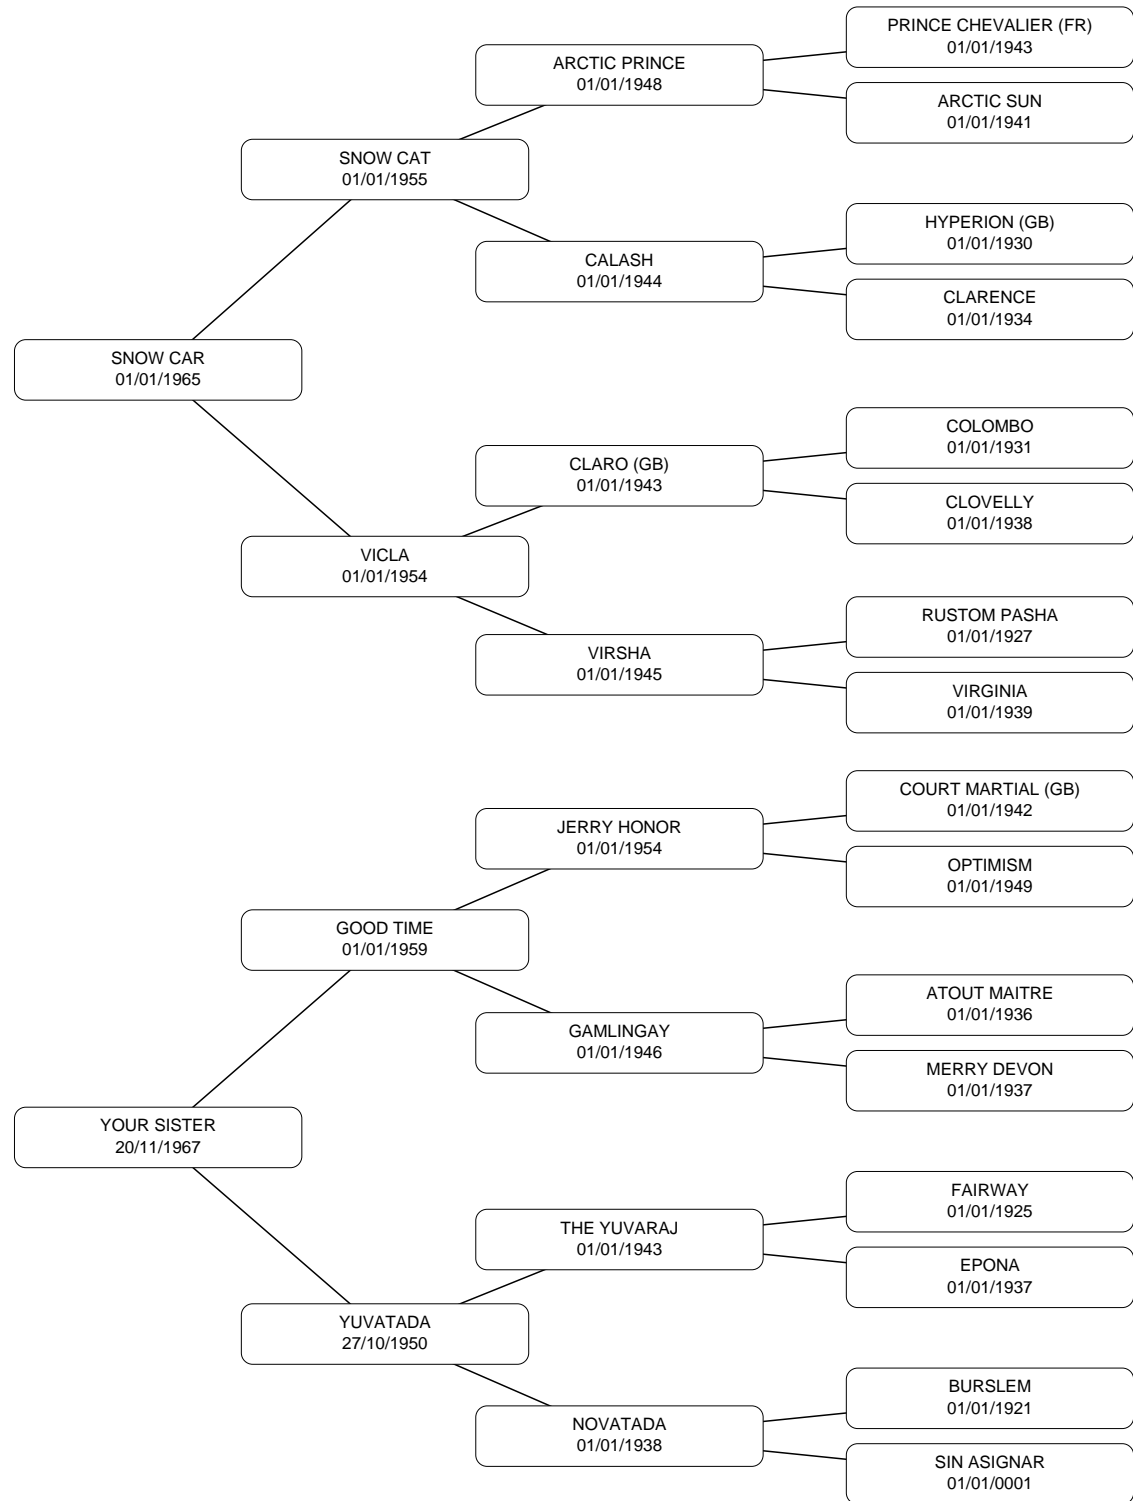 PRINCE CHEVALIER (FR)
01/01/1943
ARCTIC PRINCE
01/01/1948
ARCTIC SUN
01/01/1941
SNOW CAT
01/01/1955
HYPERION (GB)
01/01/1930
CALASH
01/01/1944
CLARENCE
01/01/1934
SNOW CAR
01/01/1965
COLOMBO
01/01/1931
CLARO (GB)
01/01/1943
CLOVELLY
01/01/1938
VICLA
01/01/1954
RUSTOM PASHA
01/01/1927
VIRSHA
01/01/1945
VIRGINIA
01/01/1939
COURT MARTIAL (GB)
01/01/1942
JERRY HONOR
01/01/1954
OPTIMISM
01/01/1949
GOOD TIME
01/01/1959
ATOUT MAITRE
01/01/1936
GAMLINGAY
01/01/1946
MERRY DEVON
01/01/1937
YOUR SISTER
20/11/1967
FAIRWAY
01/01/1925
THE YUVARAJ
01/01/1943
EPONA
01/01/1937
YUVATADA
27/10/1950
BURSLEM
01/01/1921
NOVATADA
01/01/1938
SIN ASIGNAR
01/01/0001